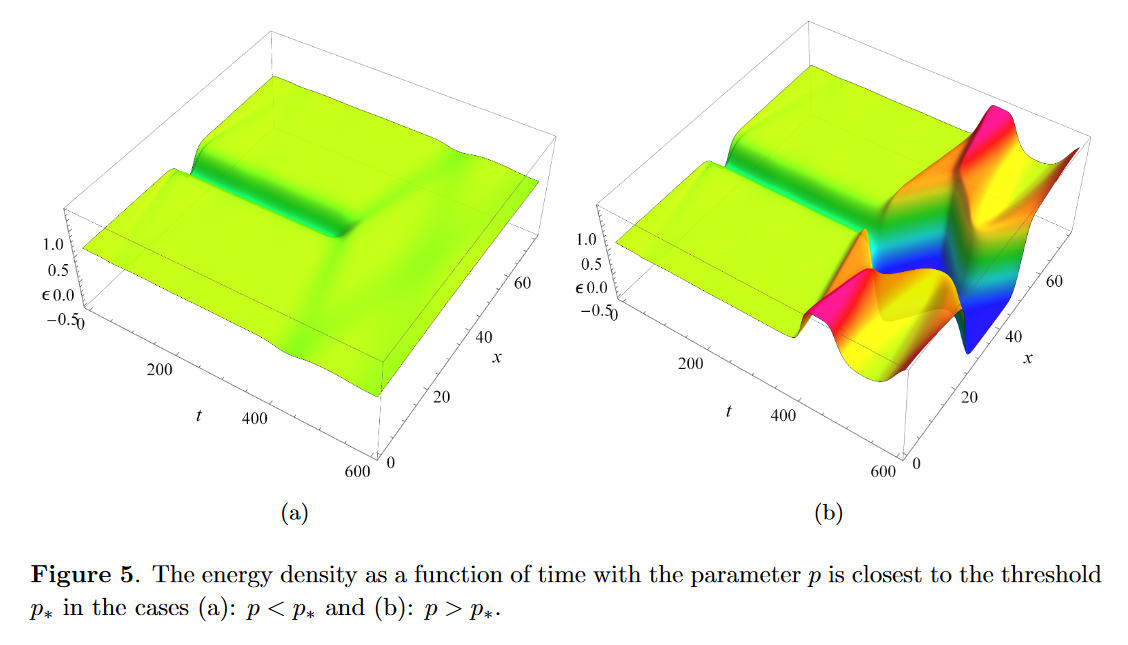 1.0
0.5
ϵ 0.0
−0.5
0
200
t
400
600
0
20
40
x
60
(a)
1.0
0.5
ϵ 0.0
−0.5
0
200
t
400
600
0
20
40
x
60
(b)
Figure 5. The energy density as a function of time with the parameter p is closest to the threshold
p∗ in the cases (a): p < p∗ and (b): p > p∗.